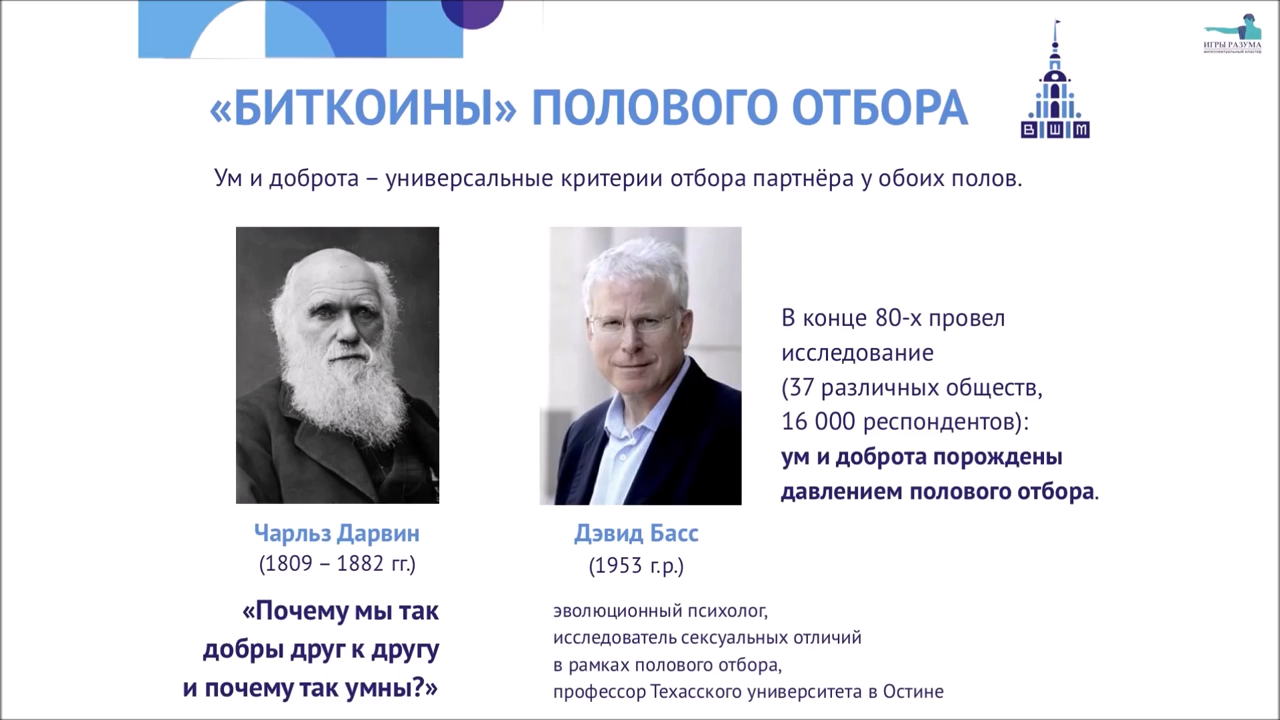 ИГРЫ РАЗУМА
«БИТКОИНЫ» ПОЛОВОГО ОТБОРА
ВШМ
Ум и доброта – универсальные критерии отбора партнёра у обоих полов.
В конце 80-х провел
исследование
(37 различных обществ,
16 000 респондентов):
ум и доброта порождены
давлением полового отбора.
Чарльз Дарвин
(1809 – 1882 гг.)
«Почему мы так
добры друг к другу
и почему так умны?»
Дэвид Басс
(1953 г.р.)
эволюционный психолог,
исследователь сексуальных отличий
в рамках полового отбора,
профессор Техасского университета в Остине